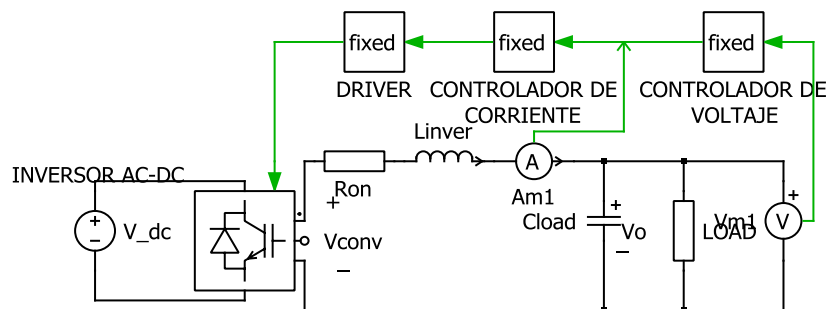 fixed
fixed
fixed
DRIVER
CONTROLADOR DE
CORRIENTE
CONTROLADOR DE
VOLTAJE
Linver
A
INVERSOR AC-DC
Ron
Am1
+
+
+
Cload
V_dc
+
−
Vconv
Vo
LOAD
Vm1
V
−
−